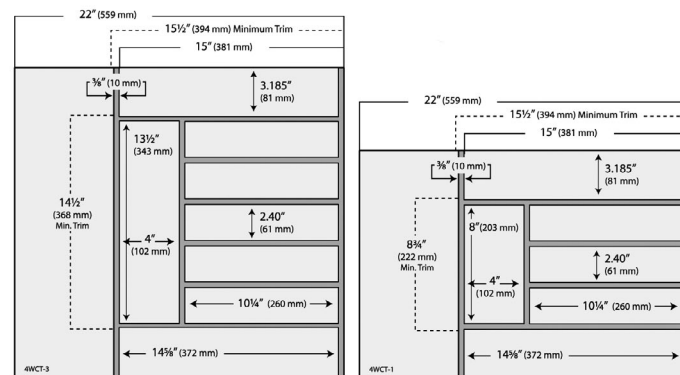 22" (559 mm)
15½" (394 mm) Minimum Trim
15" (381 mm)
⅜" (10 mm)
3.185"
(81 mm)
13½"
(343 mm)
14½"
(368 mm)
Min. Trim
2.40"
(61 mm)
4"
(102 mm)
10¼" (260 mm)
14⅝" (372 mm)
4WCT-3
22" (559 mm)
15½" (394 mm) Minimum Trim
15" (381 mm)
⅜" (10 mm)
3.185"
(81 mm)
8" (203 mm)
8¾"
(222 mm)
Min. Trim
2.40"
(61 mm)
4"
(102 mm)
10¼" (260 mm)
14⅝" (372 mm)
4WCT-1